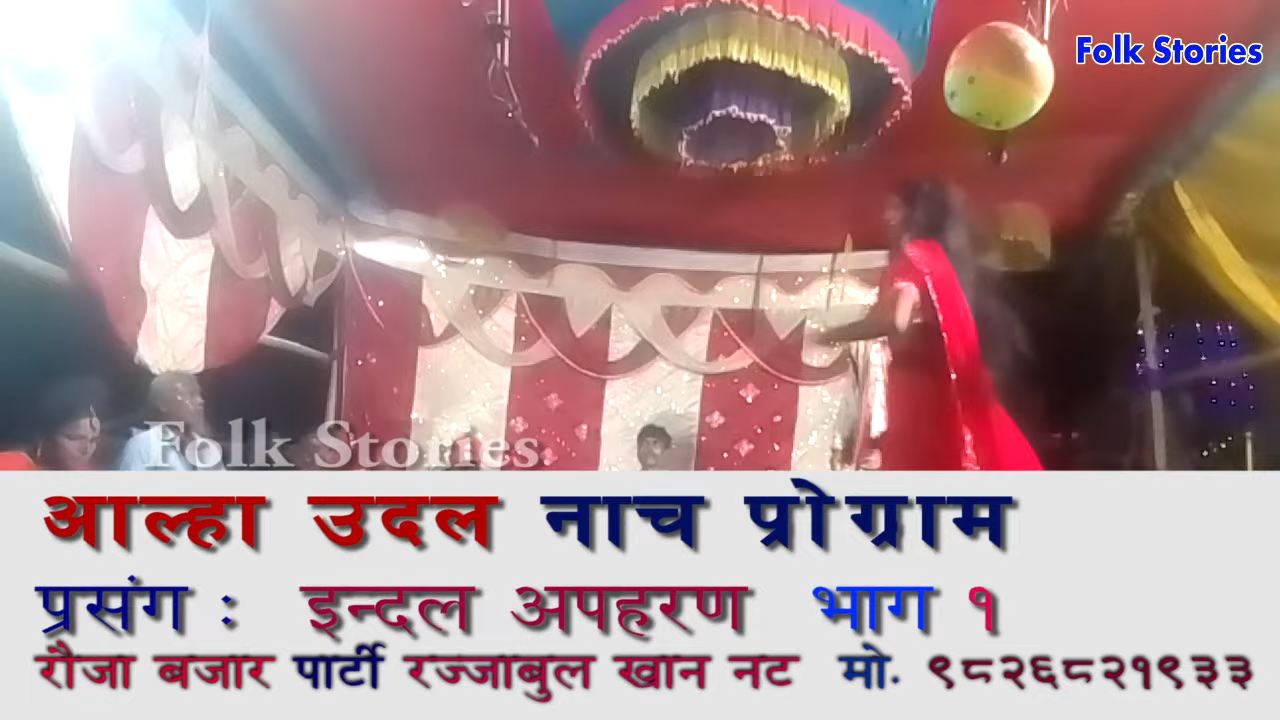 Folk Stories
Folk Stories
आल्हा उदल नाच प्रोग्राम
प्रसंग : इन्दल अपहरण भाग १
रौजा बजार पार्टी रज्जाबुल खान नट मो. ९८२६८२१९३३